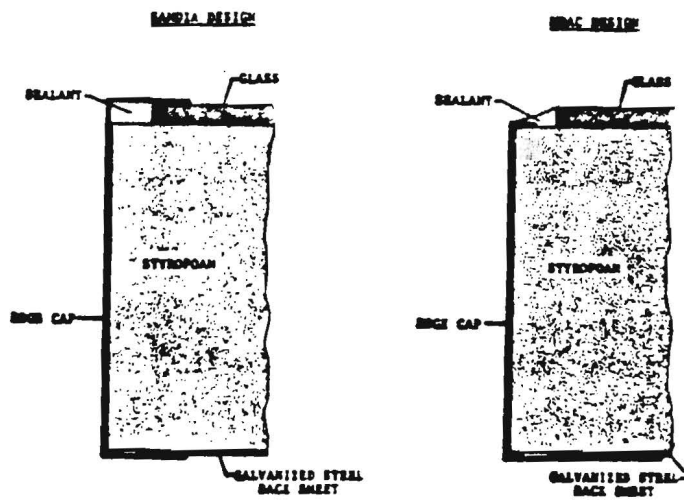 SANDIA DESIGN
MDAC DESIGN
GLASS
SEALANT
STYROFOAM
EDGE CAP
GALVANIZED STEEL
BACK SHEET
GLASS
SEALANT
STYROFOAM
EDGE CAP
GALVANIZED STEEL
BACK SHEET